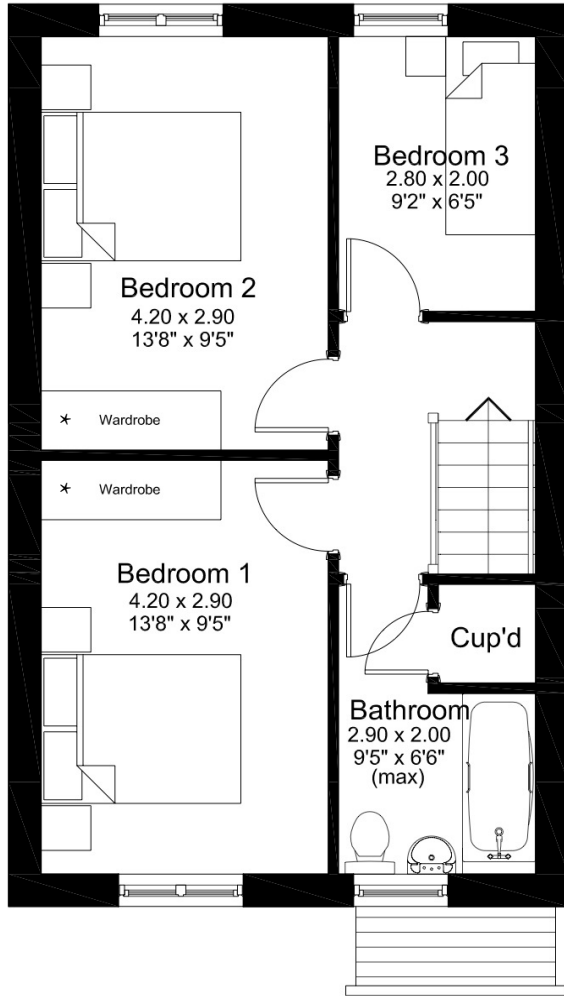 Bedroom 3
2.80 x 2.00
9'2" x 6'5"
Bedroom 2
4.20 x 2.90
13'8" x 9'5"
Wardrobe
Wardrobe
Bedroom 1
4.20 x 2.90
13'8" x 9'5"
Cup'd
Bathroom
2.90 x 2.00
9'5" x 6'6"
(max)